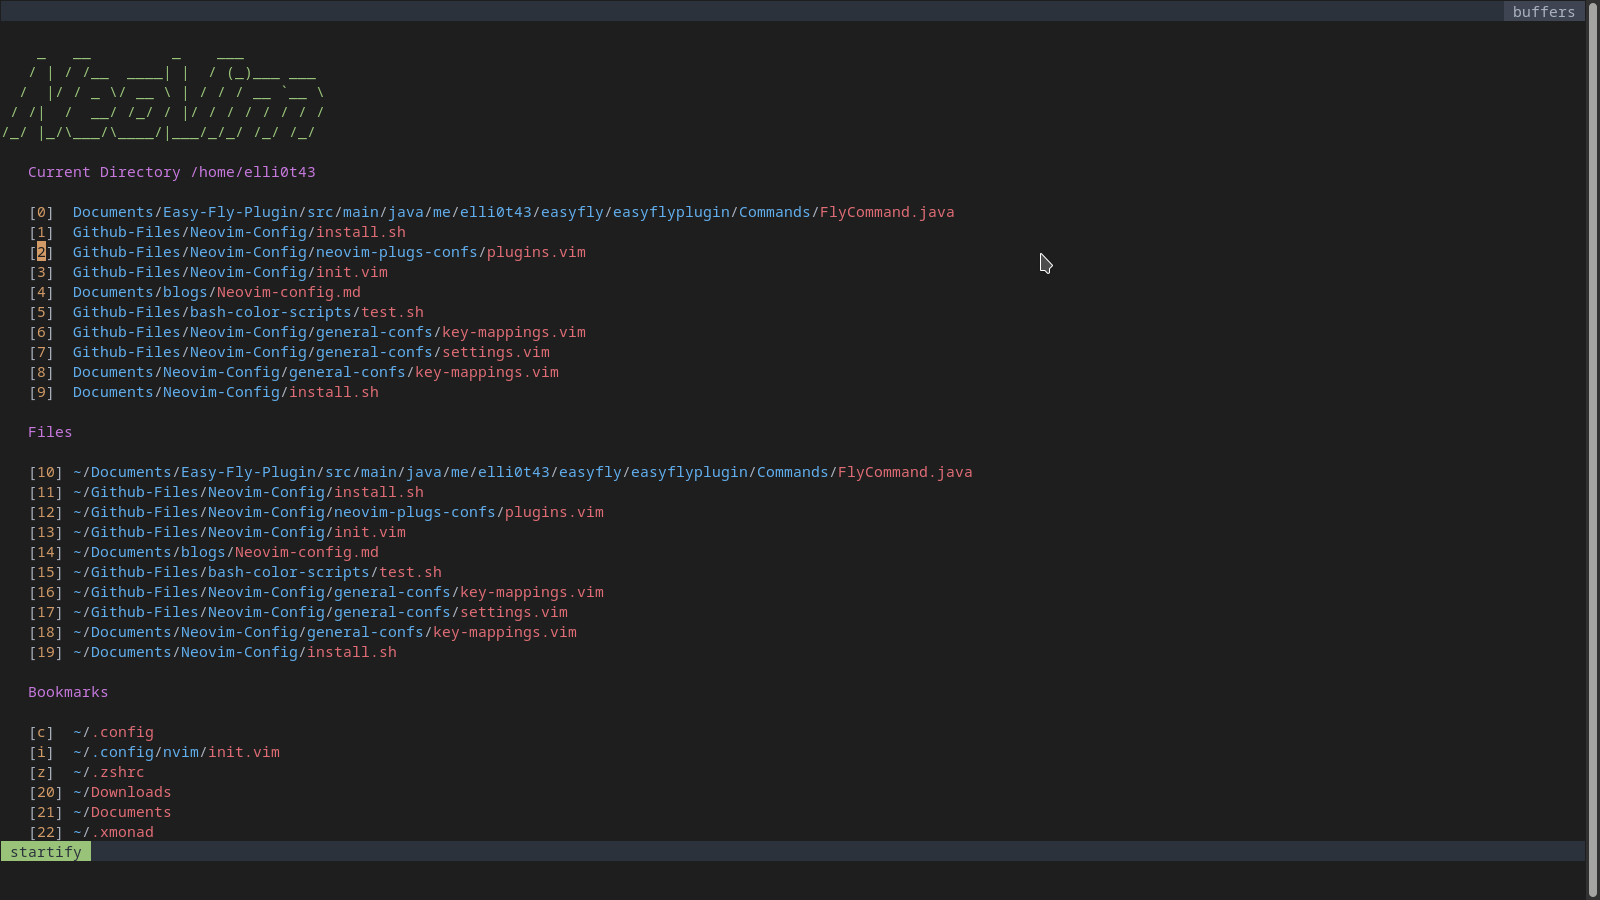 buffers
    _   __         _    ___
   / | / /__  ____| |  / (_)___ ___
  /  |/ / _ \/ __ \ | / / / __ `__ \
 / /|  /  __/ /_/ / |/ / / / / / / /
/_/ |_/\___/\____/|___/_/_/ /_/ /_/
Current Directory /home/elli0t43
[0]  Documents/Easy-Fly-Plugin/src/main/java/me/elli0t43/easyfly/easyflyplugin/Commands/FlyCommand.java
[1]  Github-Files/Neovim-Config/install.sh
[2]  Github-Files/Neovim-Config/neovim-plugs-confs/plugins.vim
[3]  Github-Files/Neovim-Config/init.vim
[4]  Documents/blogs/Neovim-config.md
[5]  Github-Files/bash-color-scripts/test.sh
[6]  Github-Files/Neovim-Config/general-confs/key-mappings.vim
[7]  Github-Files/Neovim-Config/general-confs/settings.vim
[8]  Documents/Neovim-Config/general-confs/key-mappings.vim
[9]  Documents/Neovim-Config/install.sh
Files
[10] ~/Documents/Easy-Fly-Plugin/src/main/java/me/elli0t43/easyfly/easyflyplugin/Commands/FlyCommand.java
[11] ~/Github-Files/Neovim-Config/install.sh
[12] ~/Github-Files/Neovim-Config/neovim-plugs-confs/plugins.vim
[13] ~/Github-Files/Neovim-Config/init.vim
[14] ~/Documents/blogs/Neovim-config.md
[15] ~/Github-Files/bash-color-scripts/test.sh
[16] ~/Github-Files/Neovim-Config/general-confs/key-mappings.vim
[17] ~/Github-Files/Neovim-Config/general-confs/settings.vim
[18] ~/Documents/Neovim-Config/general-confs/key-mappings.vim
[19] ~/Documents/Neovim-Config/install.sh
Bookmarks
[c]  ~/.config
[i]  ~/.config/nvim/init.vim
[z]  ~/.zshrc
[20] ~/Downloads
[21] ~/Documents
[22] ~/.xmonad
startify